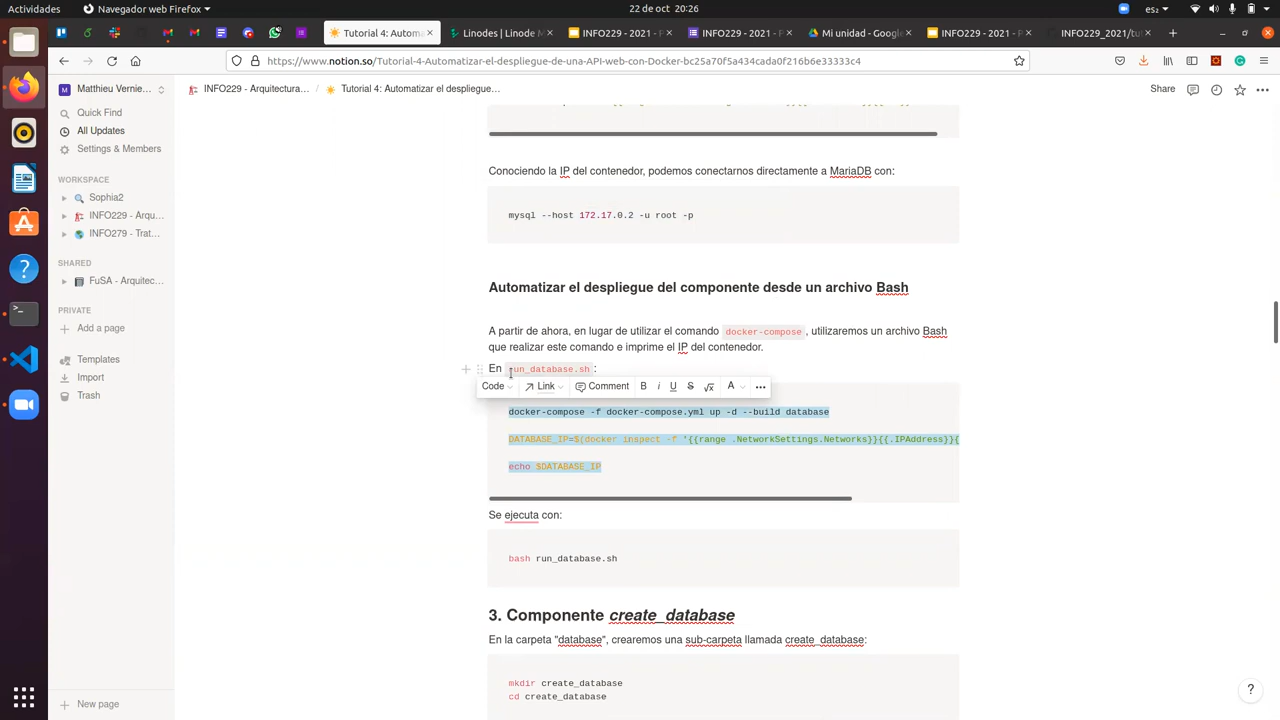 Actividades
Navegador web Firefox
22 de oct 20:26
es₂
Tutorial 4: Autom
Linodes | Linode M
INFO229 - 2021 - P
INFO229 - 2021 - P
Mi unidad - Google
INFO229 - 2021 - P
INFO229_2021/tu
https://www.notion.so/Tutorial-4-Automatizar-el-despliegue-de-una-API-web-con-Docker-bc25a70f5a434cada0f216b6e33333c4
Matthieu Vernie...
INFO229 - Arquitectura... / Tutorial 4: Automatizar el despliegue...
Share
Quick Find
All Updates
Settings & Members
WORKSPACE
Sophia2
INFO229 - Arqu...
INFO279 - Trat...
SHARED
FuSA - Arquitec...
PRIVATE
Add a page
Templates
Import
Trash
New page
Conociendo la IP del contenedor, podemos conectarnos directamente a MariaDB con:
mysql --host 172.17.0.2 -u root -p
Automatizar el despliegue del componente desde un archivo Bash
A partir de ahora, en lugar de utilizar el comando docker-compose, utilizaremos un archivo Bash
que realizar este comando e imprime el IP del contenedor.
En run_database.sh:
Code
Link
Comment
B i U S √x A
docker-compose -f docker-compose.yml up -d --build database
DATABASE_IP=$(docker inspect -f '{{range .NetworkSettings.Networks}}{{.IPAddress}}{
echo $DATABASE_IP
Se ejecuta con:
bash run_database.sh
3. Componente create_database
En la carpeta "database", crearemos una sub-carpeta llamada create_database:
mkdir create_database
cd create_database
?